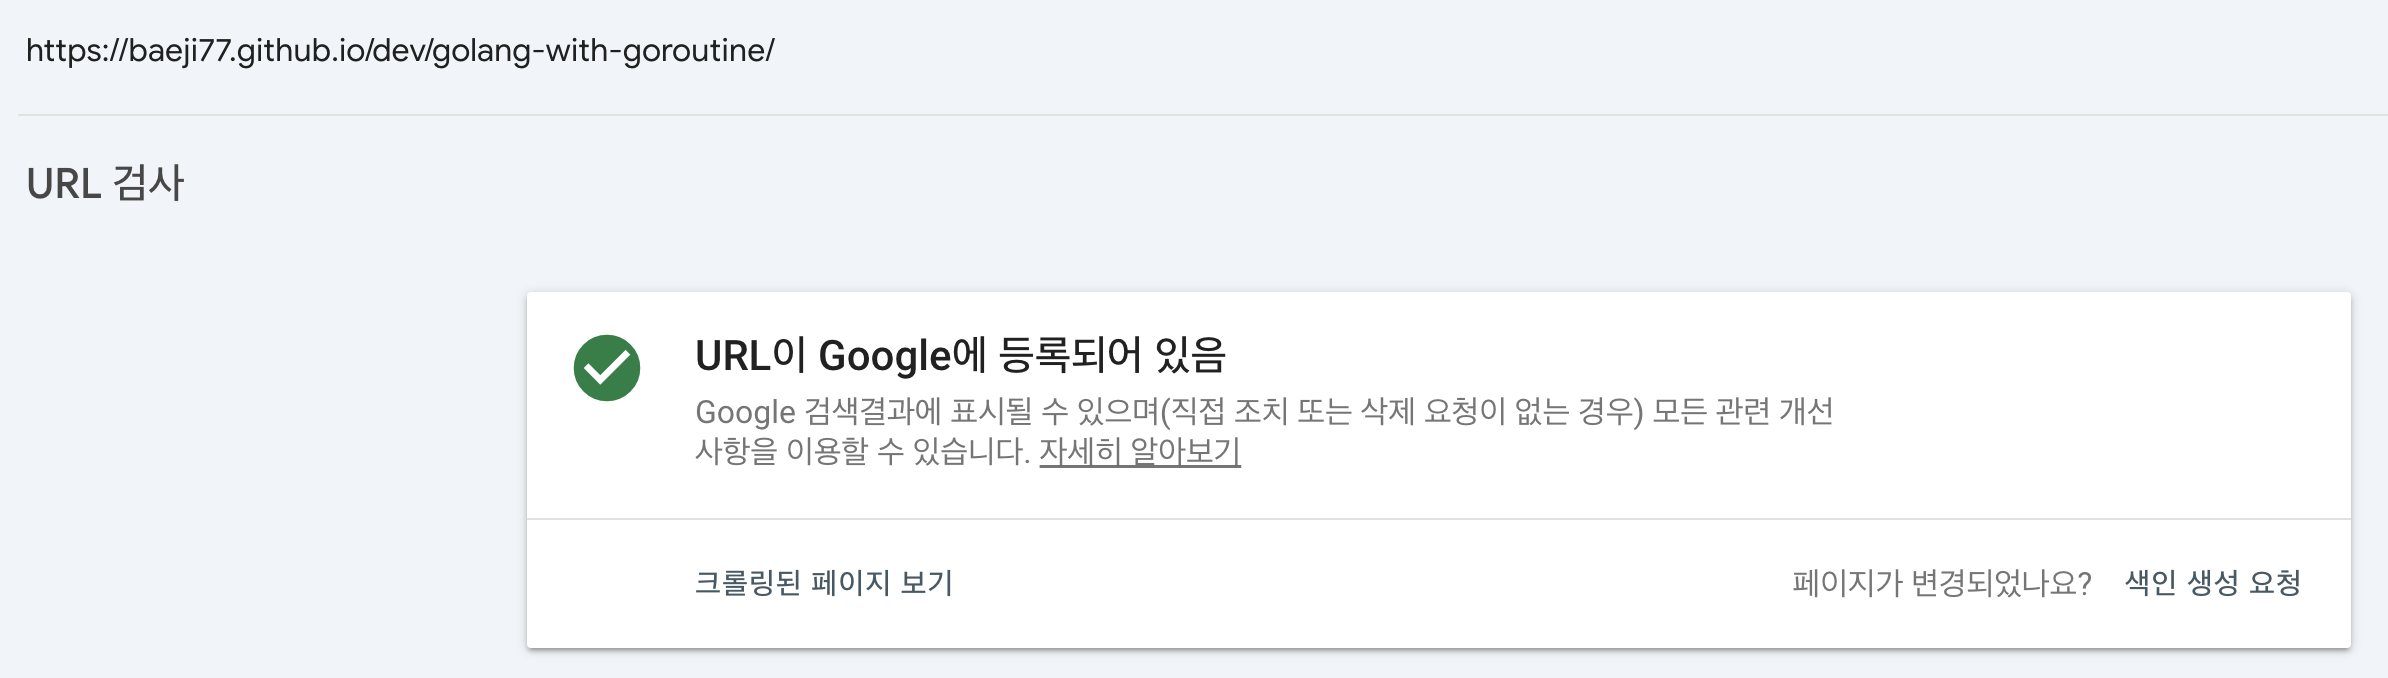 https://baeji77.github.io/dev/golang-with-goroutine/
URL 검사
URL이 Google에 등록되어 있음
Google 검색결과에 표시될 수 있으며(직접 조치 또는 삭제 요청이 없는 경우) 모든 관련 개선
사항을 이용할 수 있습니다. 자세히 알아보기
크롤링된 페이지 보기
페이지가 변경되었나요? 색인 생성 요청